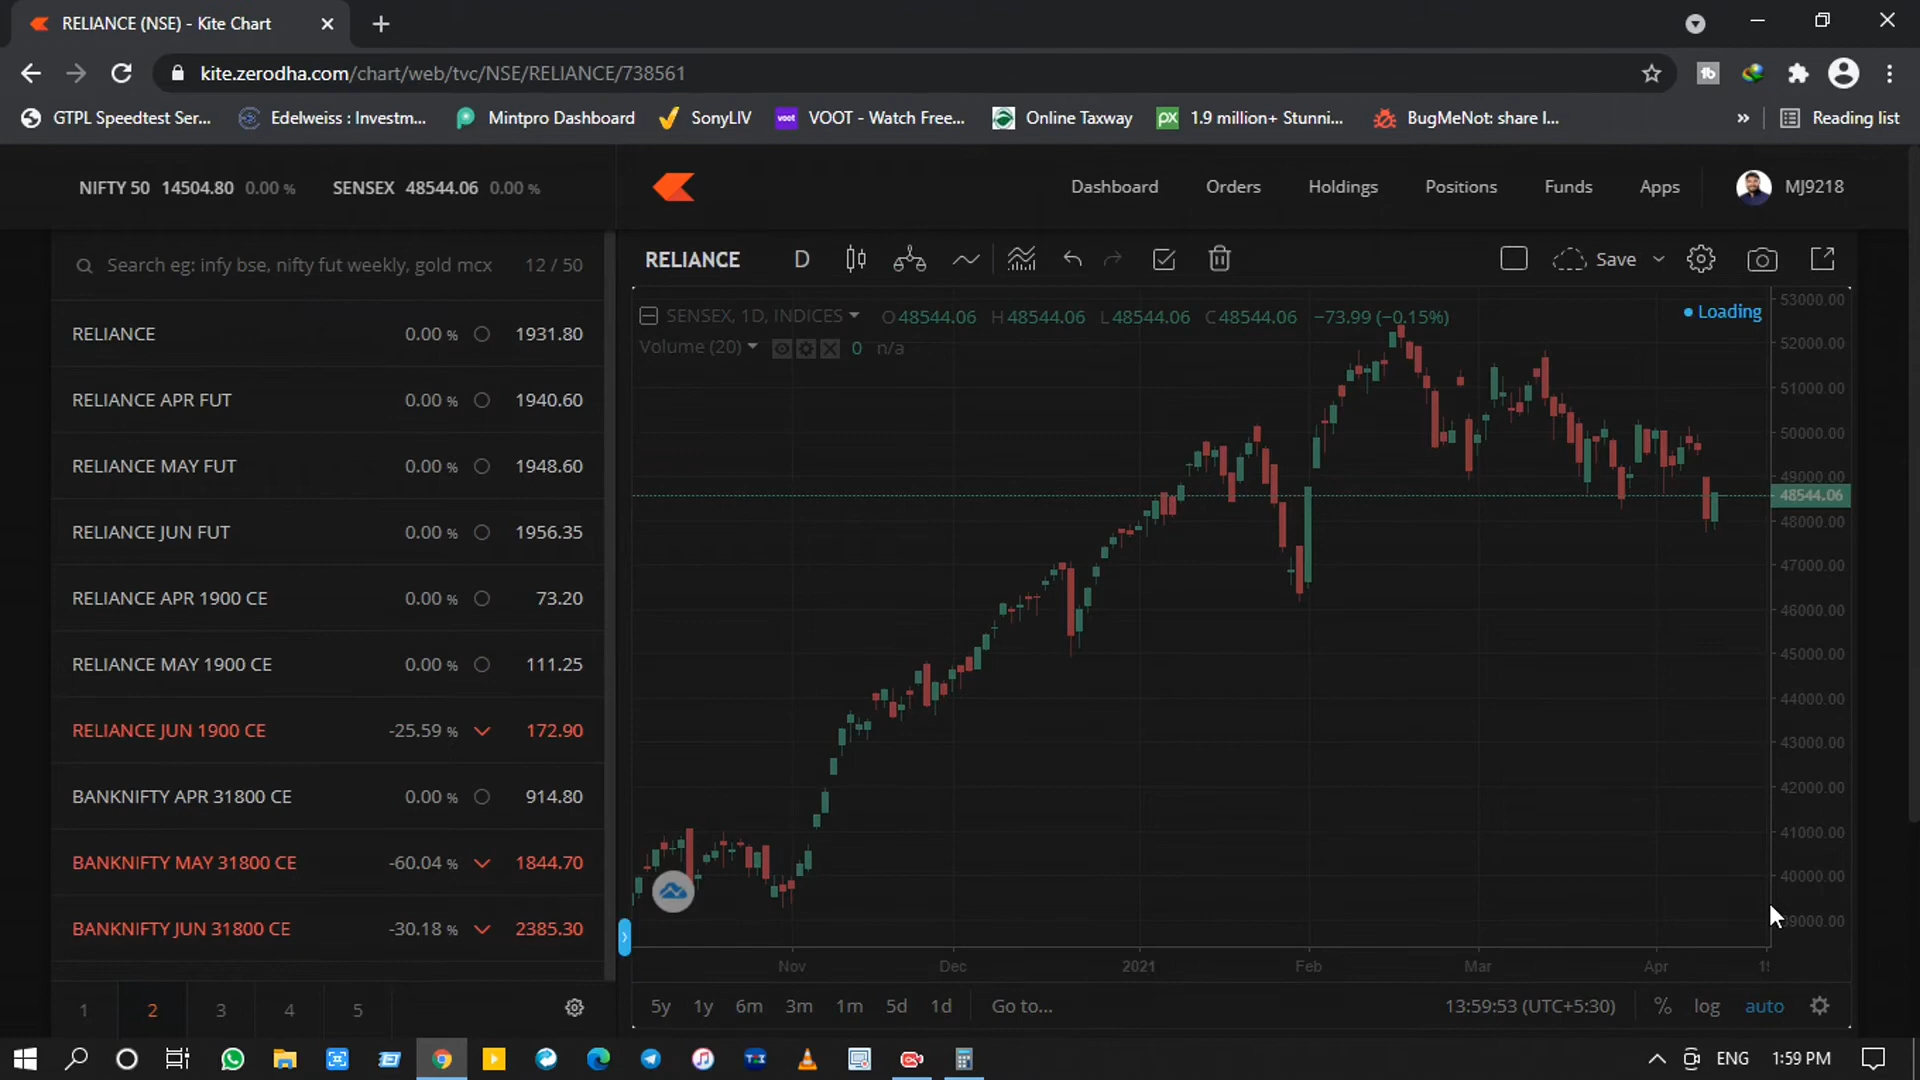 RELIANCE (NSE) - Kite Chart
kite.zerodha.com/chart/web/tvc/NSE/RELIANCE/738561
GTPL Speedtest Ser... Edelweiss : Investm... Mintpro Dashboard SonyLIV VOOT - Watch Free... Online Taxway 1.9 million+ Stunni... BugMeNot: share I... » Reading list
NIFTY 50 14504.80 0.00 % SENSEX 48544.06 0.00 %
Dashboard Orders Holdings Positions Funds Apps MJ9218
Search eg: infy bse, nifty fut weekly, gold mcx 12 / 50
RELIANCE 0.00 % 1931.80
RELIANCE APR FUT 0.00 % 1940.60
RELIANCE MAY FUT 0.00 % 1948.60
RELIANCE JUN FUT 0.00 % 1956.35
RELIANCE APR 1900 CE 0.00 % 73.20
RELIANCE MAY 1900 CE 0.00 % 111.25
RELIANCE JUN 1900 CE -25.59 % 172.90
BANKNIFTY APR 31800 CE 0.00 % 914.80
BANKNIFTY MAY 31800 CE -60.04 % 1844.70
BANKNIFTY JUN 31800 CE -30.18 % 2385.30
1 2 3 4 5
RELIANCE D Save
SENSEX, 1D, INDICES O48544.06 H48544.06 L48544.06 C48544.06 −73.99 (−0.15%) Loading
Volume (20) 0 n/a
53000.00
52000.00
51000.00
50000.00
49000.00
48544.06
48000.00
47000.00
46000.00
45000.00
44000.00
43000.00
42000.00
41000.00
40000.00
Nov Dec 2021 Feb Mar Apr
5y 1y 6m 3m 1m 5d 1d Go to... 13:59:53 (UTC+5:30) % log auto
ENG 1:59 PM